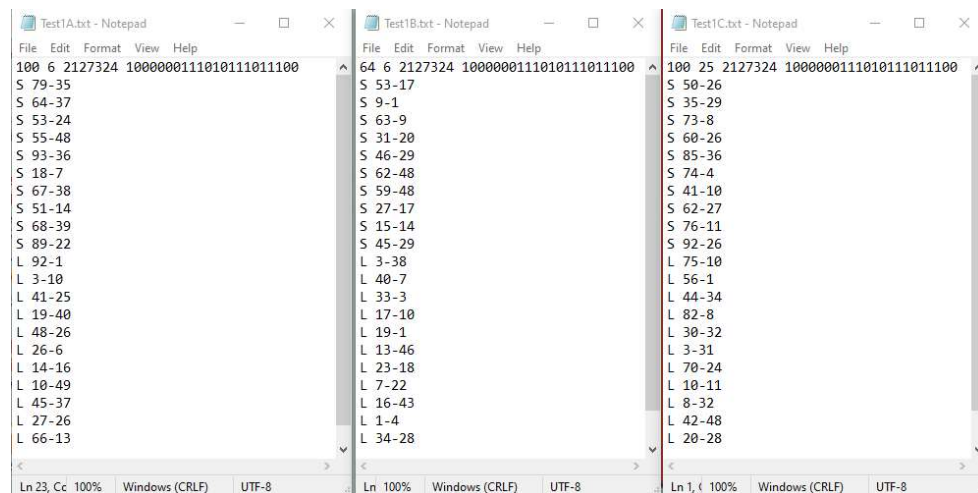 Test1A.txt - Notepad
File Edit Format View Help
100 6 2127324 1000000111010111011100
S 79-35
S 64-37
S 53-24
S 55-48
S 93-36
S 18-7
S 67-38
S 51-14
S 68-39
S 89-22
L 92-1
L 3-10
L 41-25
L 19-40
L 48-26
L 26-6
L 14-16
L 10-49
L 45-37
L 27-26
L 66-13
Ln 23, Cc 100% Windows (CRLF) UTF-8
Test1B.txt - Notepad
File Edit Format View Help
64 6 2127324 1000000111010111011100
S 53-17
S 9-1
S 63-9
S 31-20
S 46-29
S 62-48
S 59-48
S 27-17
S 15-14
S 45-29
L 3-38
L 40-7
L 33-3
L 17-10
L 19-1
L 13-46
L 23-18
L 7-22
L 16-43
L 1-4
L 34-28
Ln 100% Windows (CRLF) UTF-8
Test1C.txt - Notepad
File Edit Format View Help
100 25 2127324 1000000111010111011100
S 50-26
S 35-29
S 73-8
S 60-26
S 85-36
S 74-4
S 41-10
S 62-27
S 76-11
S 92-26
L 75-10
L 56-1
L 44-34
L 82-8
L 30-32
L 3-31
L 70-24
L 10-11
L 8-32
L 42-48
L 20-28
Ln 1, 100% Windows (CRLF) UTF-8